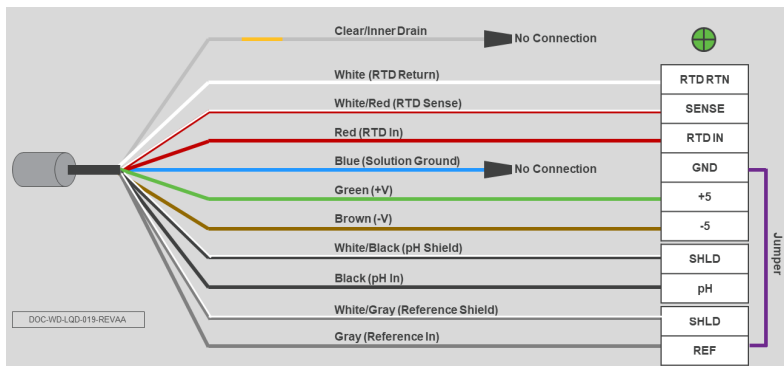 Clear/Inner Drain
No Connection
White (RTD Return)
RTD RTN
White/Red (RTD Sense)
SENSE
Red (RTD In)
RTD IN
Blue (Solution Ground)
No Connection
GND
Green (+V)
+5
Brown (-V)
-5
White/Black (pH Shield)
SHLD
Jumper
Black (pH In)
pH
White/Gray (Reference Shield)
SHLD
DOC-WD-LQD-019-REVAA
Gray (Reference In)
REF